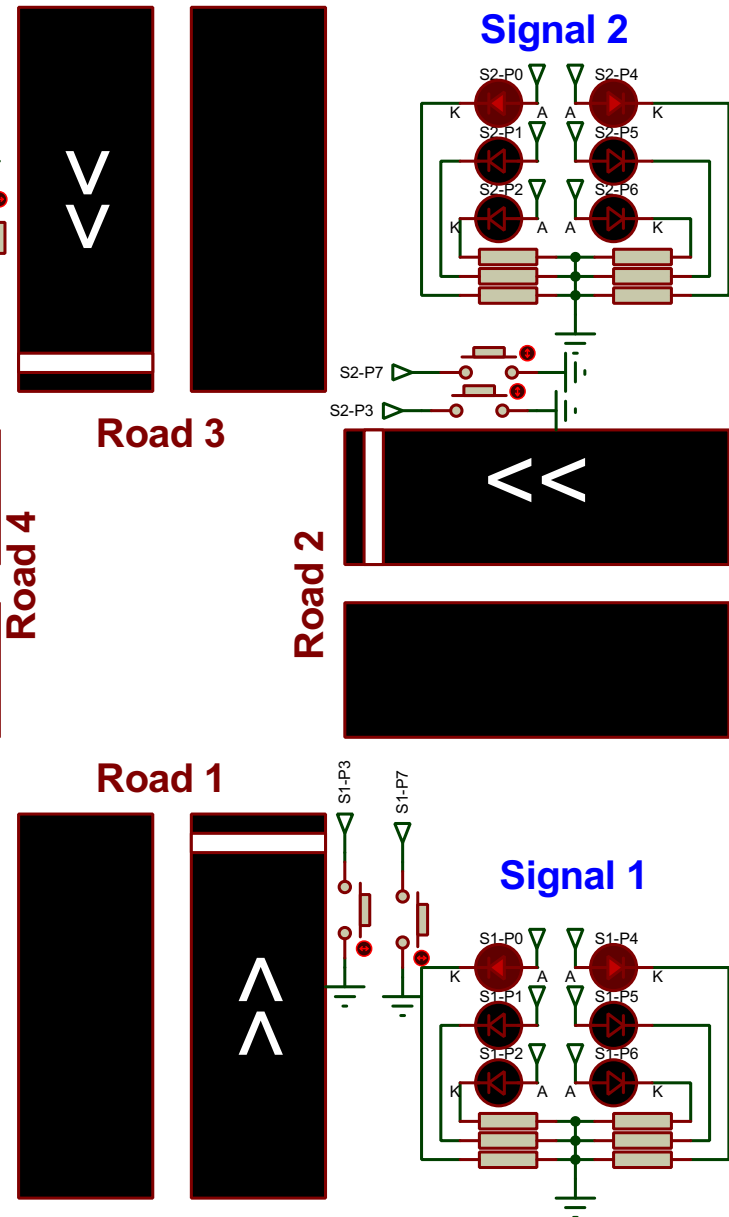 Signal 2
S2-P0
S2-P4
K
A
A
K
S2-P1
S2-P5
S2-P2
S2-P6
K
A
A
K
>>
S2-P7
S2-P3
Road 3
<<
Road 4
Road 2
Road 1
S1-P3
S1-P7
Signal 1
S1-P0
S1-P4
K
A
A
K
S1-P1
S1-P5
<<
S1-P2
S1-P6
K
A
A
K